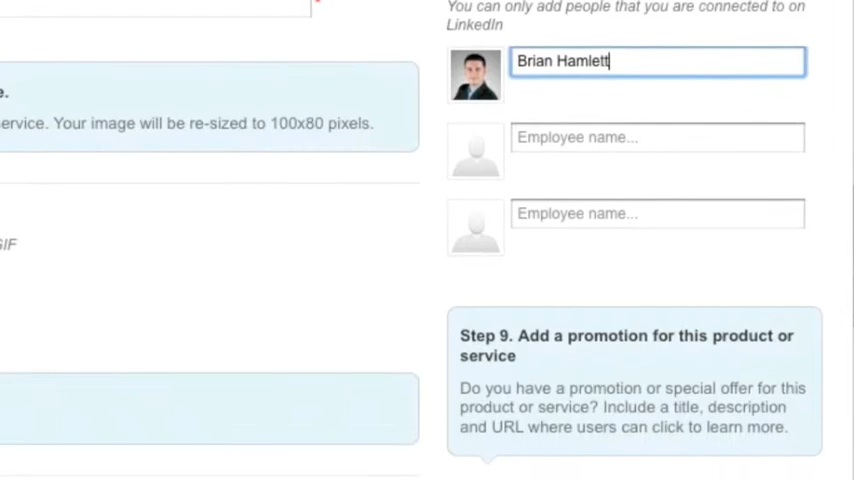 You can only add people that you are connected to on
LinkedIn
Brian Hamlett
e.
ervice. Your image will be re-sized to 100x80 pixels.
Employee name...
Employee name...
GIF
Step 9. Add a promotion for this product or
service
Do you have a promotion or special offer for this
product or service? Include a title, description
and URL where users can click to learn more.